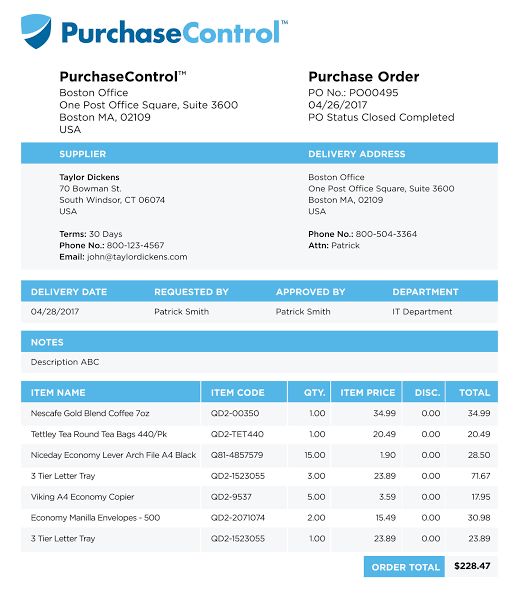 PurchaseControl™
PurchaseControl™
Boston Office
One Post Office Square, Suite 3600
Boston MA, 02109
USA
Purchase Order
PO No.: PO00495
04/26/2017
PO Status Closed Completed
SUPPLIER
Taylor Dickens
70 Bowman St.
South Windsor, CT 06074
USA
Terms: 30 Days
Phone No.: 800-123-4567
Email: john@taylordickens.com
DELIVERY ADDRESS
Boston Office
One Post Office Square, Suite 3600
Boston MA, 02109
USA
Phone No.: 800-504-3364
Attn: Patrick
DELIVERY DATE REQUESTED BY APPROVED BY DEPARTMENT
04/28/2017 Patrick Smith Patrick Smith IT Department
NOTES
Description ABC
ITEM NAME ITEM CODE QTY. ITEM PRICE DISC. TOTAL
Nescafe Gold Blend Coffee 7oz QD2-00350 1.00 34.99 0.00 34.99
Tettley Tea Round Tea Bags 440/Pk QD2-TET440 1.00 20.49 0.00 20.49
Niceday Economy Lever Arch File A4 Black Q81-4857579 15.00 1.90 0.00 28.50
3 Tier Letter Tray QD2-1523055 3.00 23.89 0.00 71.67
Viking A4 Economy Copier QD2-9537 5.00 3.59 0.00 17.95
Economy Manilla Envelopes - 500 QD2-2071074 2.00 15.49 0.00 30.98
3 Tier Letter Tray QD2-1523055 1.00 23.89 0.00 23.89
ORDER TOTAL $228.47